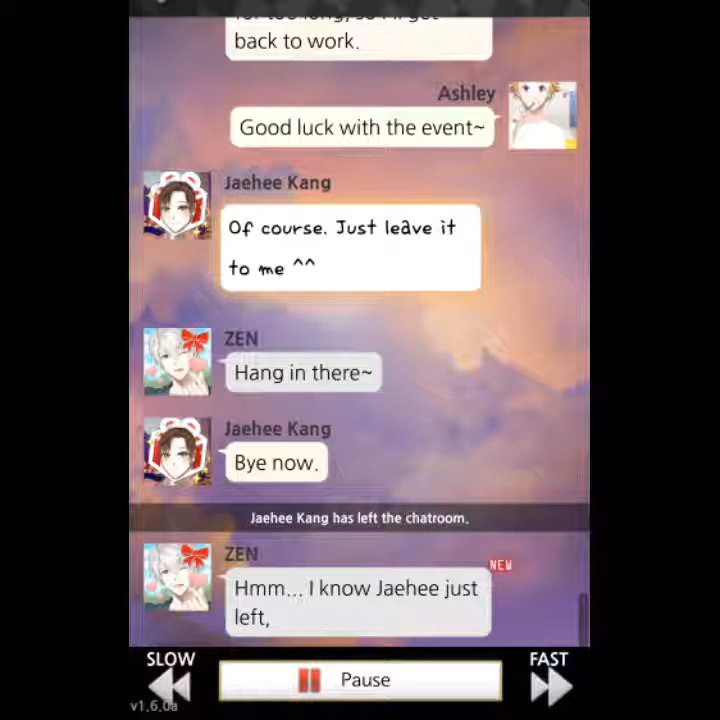 back to work.
Ashley
Good luck with the event~
Jaehee Kang
Of course. Just leave it
to me ^^
ZEN
Hang in there~
Jaehee Kang
Bye now.
Jaehee Kang has left the chatroom.
ZEN
NEW
Hmm... I know Jaehee just
left,
SLOW
Pause
FAST
v1.6.0a